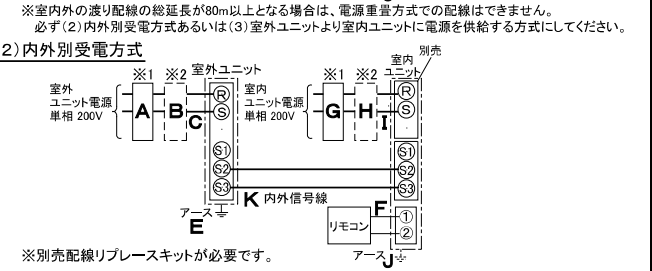 ※室内外の渡り配線の総延長が80m以上となる場合は、電源重畳方式での配線はできません。
必ず(2)内外別受電方式あるいは(3)室外ユニットより室内ユニットに電源を供給する方式にしてください。
2)内外別受電方式
※1 ※2 室外ユニット
※1 ※2 室内ユニット 別売
室外
ユニット電源
単相 200V
A B C
R
S
S1
S2
S3
室内
ユニット電源
単相 200V
G H I
R
S
S1
S2
S3
K 内外信号線
アース
E
リモコン
F
①
②
アース J
※別売配線リプレースキットが必要です。